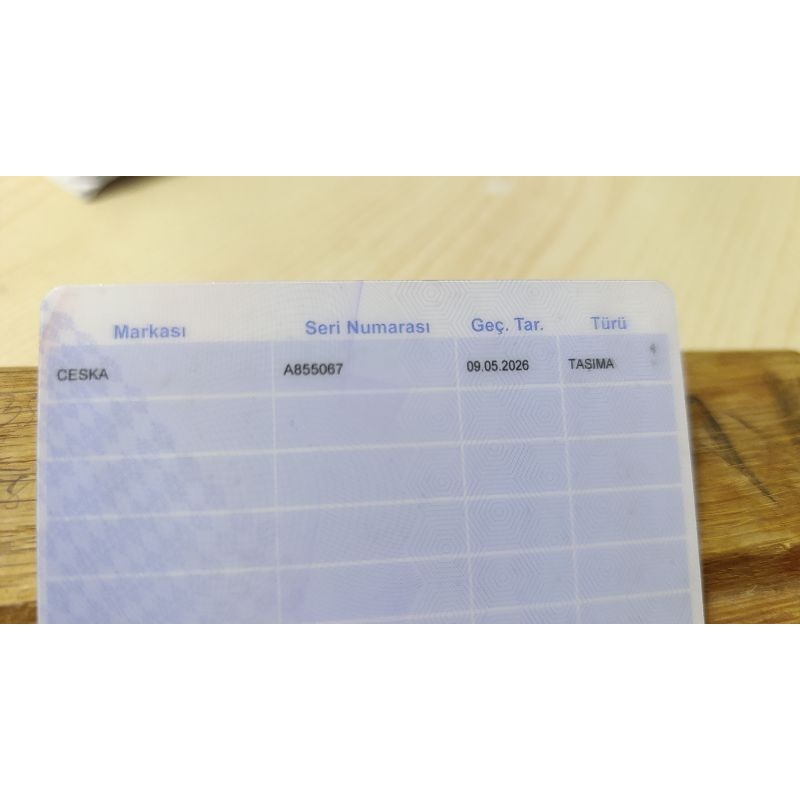 Markası Seri Numarası Geç. Tar. Türü
CESKA A855067 09.05.2026 TASIMA